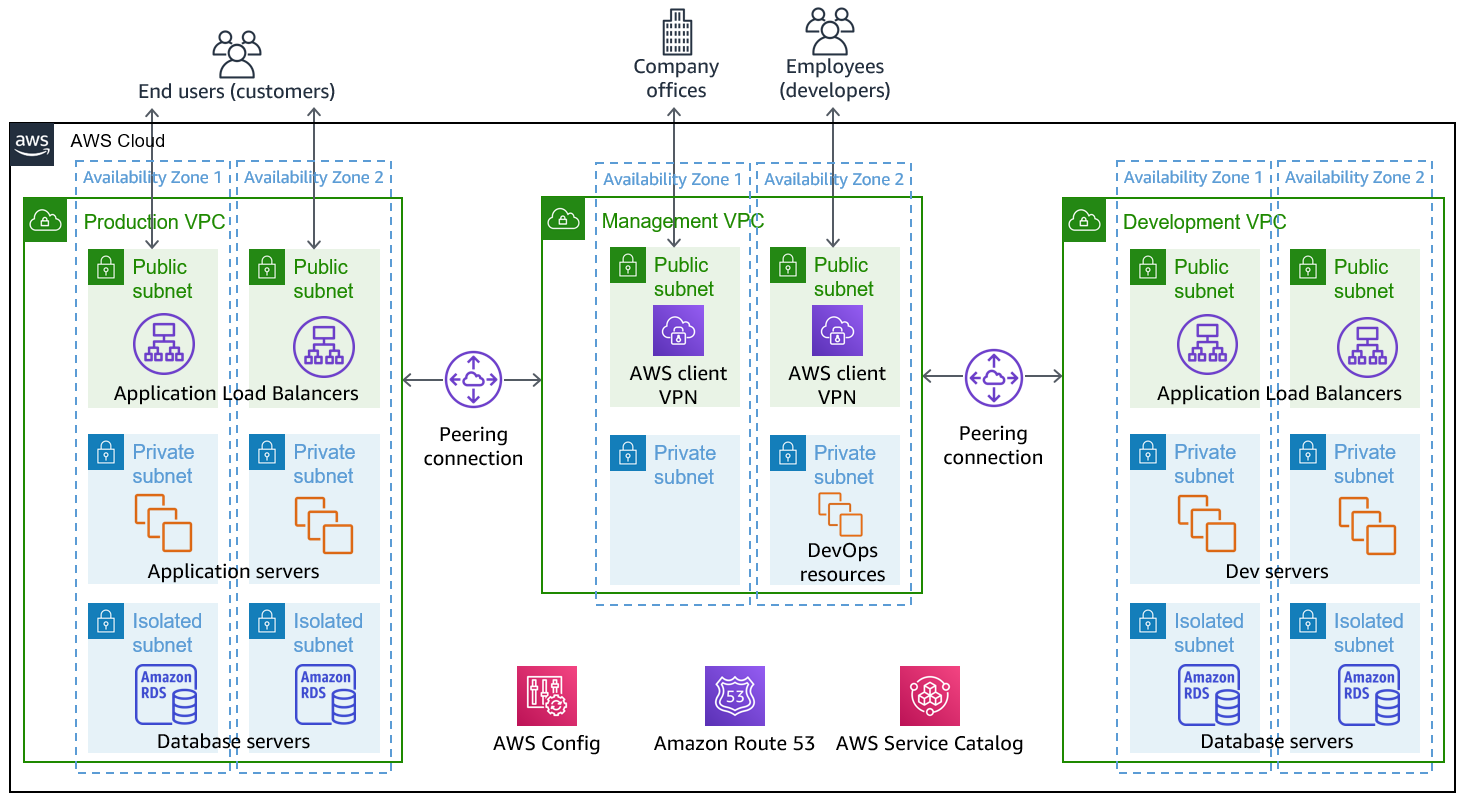 End users (customers)
Company
offices
Employees
(developers)
aws
AWS Cloud
Availability Zone 1
Availability Zone 2
Production VPC
Public
subnet
Public
subnet
Application Load Balancers
Private
subnet
Private
subnet
Application servers
Isolated
subnet
Isolated
subnet
Amazon
RDS
Amazon
RDS
Database servers
Peering
connection
Availability Zone 1
Availability Zone 2
Management VPC
Public
subnet
Public
subnet
AWS client
VPN
AWS client
VPN
Private
subnet
Private
subnet
DevOps
resources
Peering
connection
Availability Zone 1
Availability Zone 2
Development VPC
Public
subnet
Public
subnet
Application Load Balancers
Private
subnet
Private
subnet
Dev servers
Isolated
subnet
Isolated
subnet
Amazon
RDS
Amazon
RDS
Database servers
AWS Config
53
Amazon Route 53
AWS Service Catalog